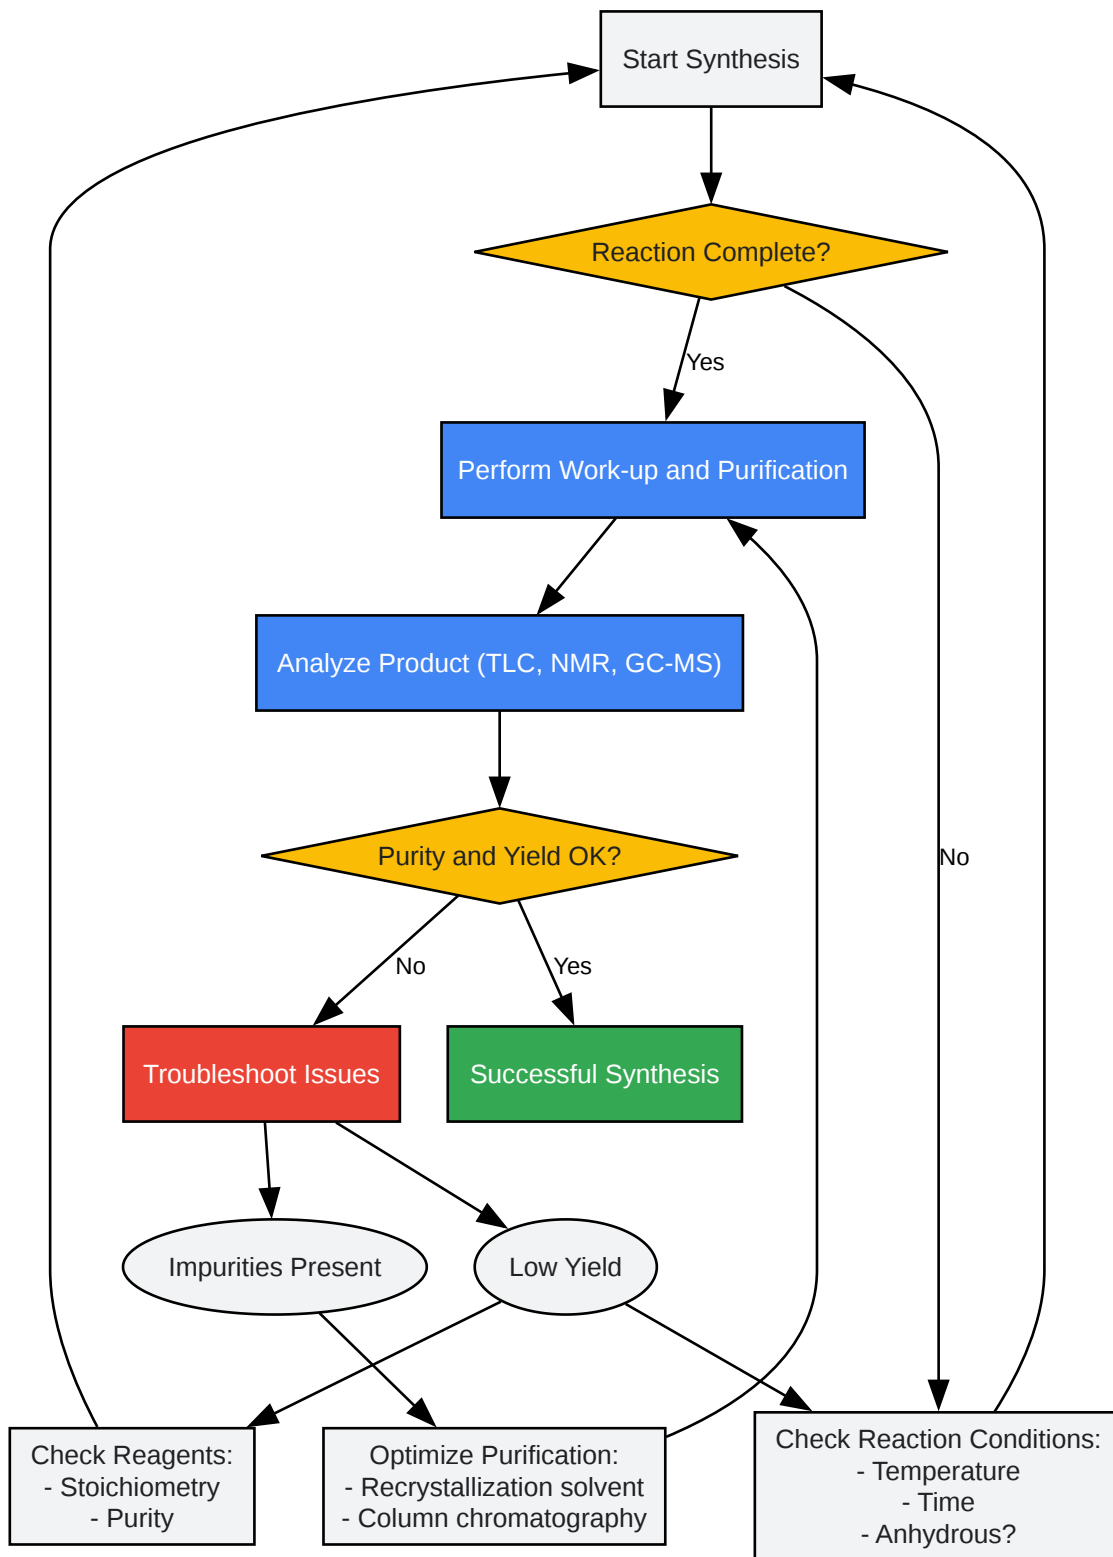 Start Synthesis
Reaction Complete?
Yes
Perform Work-up and Purification
Analyze Product (TLC, NMR, GC-MS)
Purity and Yield OK?
No
No
Yes
Troubleshoot Issues
Successful Synthesis
Impurities Present
Low Yield
Check Reagents:
- Stoichiometry
- Purity
Optimize Purification:
- Recrystallization solvent
- Column chromatography
Check Reaction Conditions:
- Temperature
- Time
- Anhydrous?